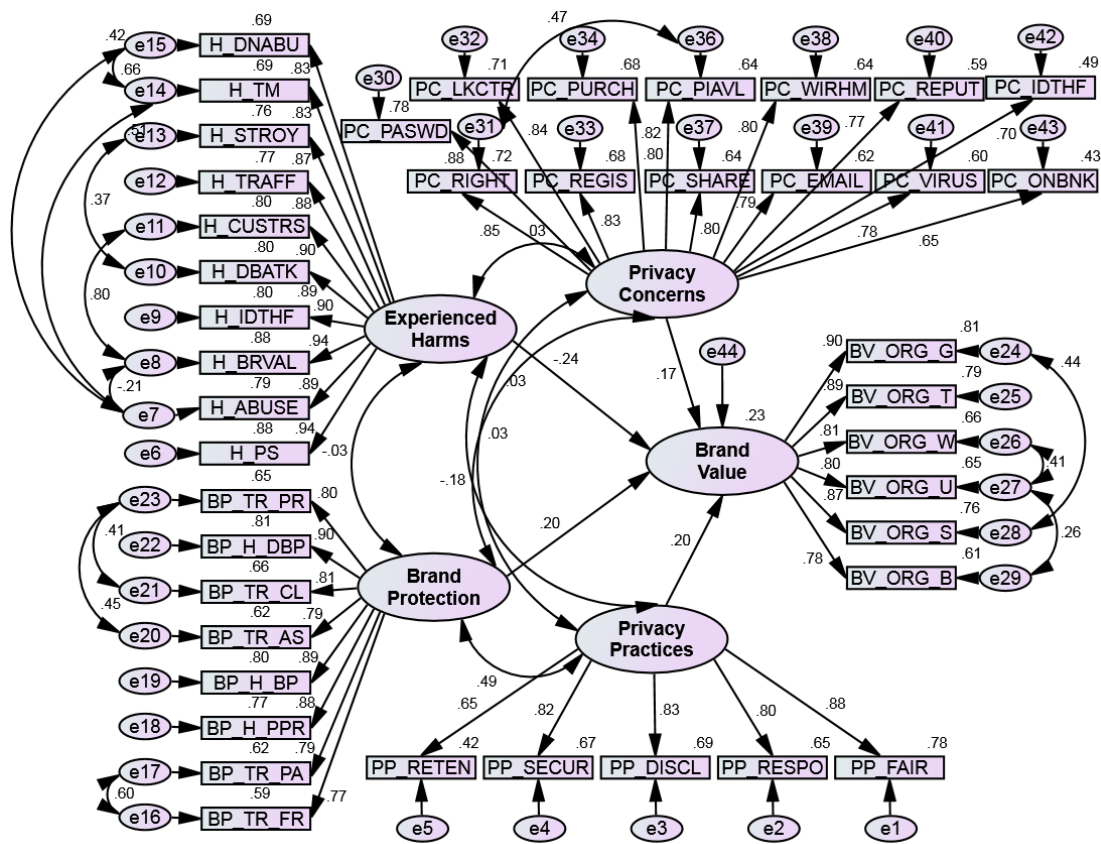 .69
.42
e15
H_DNABU
.66
.69
.83
e14
H_TM
.76
.83
.51
e13
H_STROY
.77
.87
e12
H_TRAFF
.37
.80
.88
e11
H_CUSTRS
.80
.90
e10
H_DBATK
.80
.80
.89
e9
H_IDTHF
.90
.88
.94
e8
H_BRVAL
-.21
.79
.89
e7
H_ABUSE
.88
.94
e6
H_PS
-.03
.65
e23
BP_TR_PR
.80
.81
.41
e22
BP_H_DBP
.90
.66
e21
BP_TR_CL
.81
.45
.62
.79
e20
BP_TR_AS
.80
.89
e19
BP_H_BP
.77
.88
e18
BP_H_PPR
.62
.79
e17
BP_TR_PA
.60
.59
.77
e16
BP_TR_FR
Experienced
Harms
Brand
Protection
.47
e32
e34
e36
e38
e40
e42
e30
.71
.68
.64
.64
.59
.49
PC_LKCTR
PC_PURCH
PC_PIAVL
PC_WIRHM
PC_REPUT
PC_IDTHF
.78
PC_PASWD
e31
e33
e37
e39
e41
e43
.84
.82
.80
.77
.70
.88
.72
.68
.80
.64
.62
.60
.43
PC_RIGHT
PC_REGIS
PC_SHARE
PC_EMAIL
PC_VIRUS
PC_ONBNK
.85
.03
.83
.80
.79
.78
.65
Privacy
Concerns
-.24
.17
e44
.23
Brand
Value
.03
.03
-.18
.20
.20
.90
.81
BV_ORG_G
e24
.44
.89
.79
BV_ORG_T
e25
.81
.66
BV_ORG_W
e26
.80
.65
.41
BV_ORG_U
e27
.87
.76
BV_ORG_S
e28
.26
.78
.61
BV_ORG_B
e29
Privacy
Practices
.49
.65
.82
.83
.80
.88
.42
.67
.69
.65
.78
PP_RETEN
PP_SECUR
PP_DISCL
PP_RESPO
PP_FAIR
e5
e4
e3
e2
e1